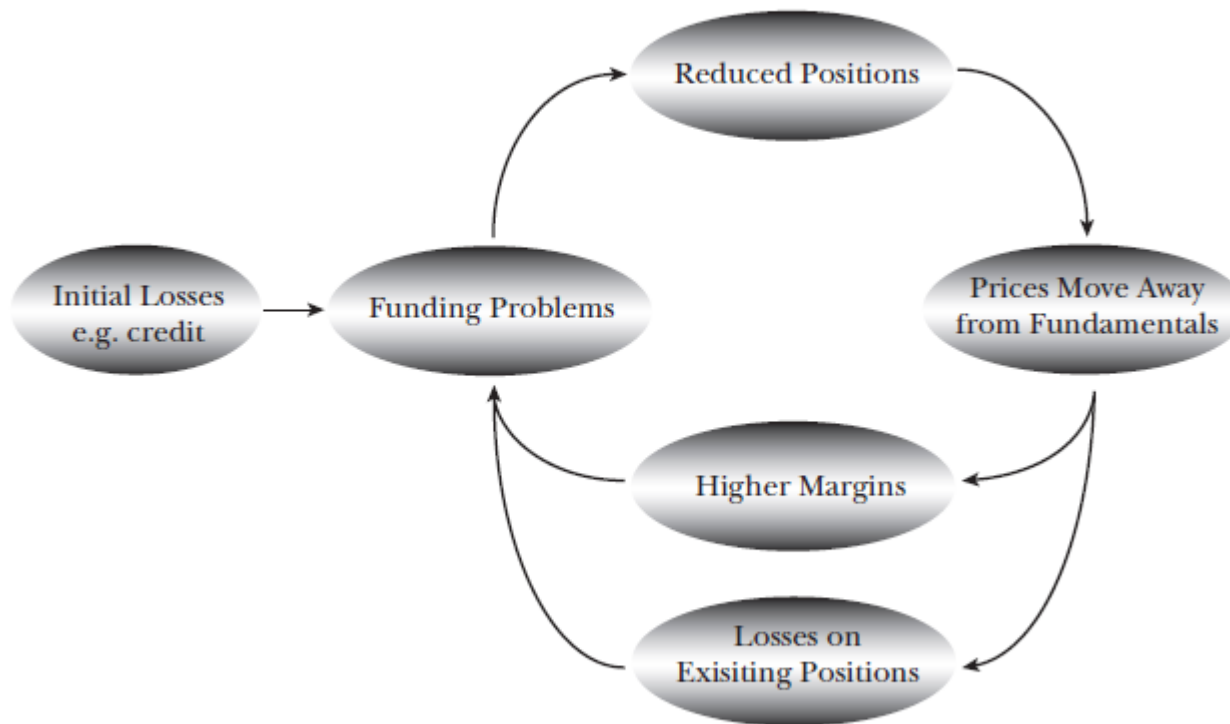 Reduced Positions
Initial Losses
e.g. credit
Funding Problems
Prices Move Away
from Fundamentals
Higher Margins
Losses on
Exisiting Positions